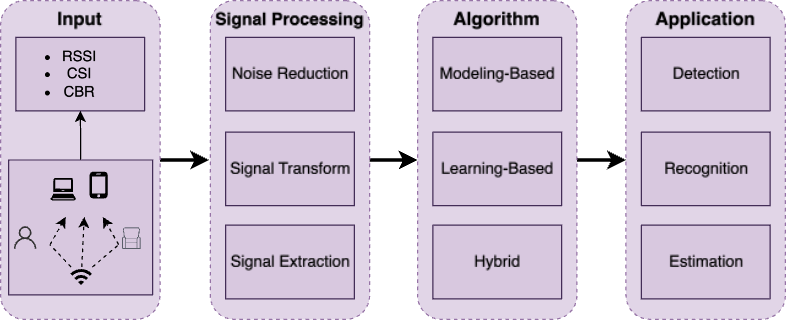 Input
• RSSI
• CSI
• CBR
Signal Processing
Noise Reduction
Signal Transform
Signal Extraction
Algorithm
Modeling-Based
Learning-Based
Hybrid
Application
Detection
Recognition
Estimation